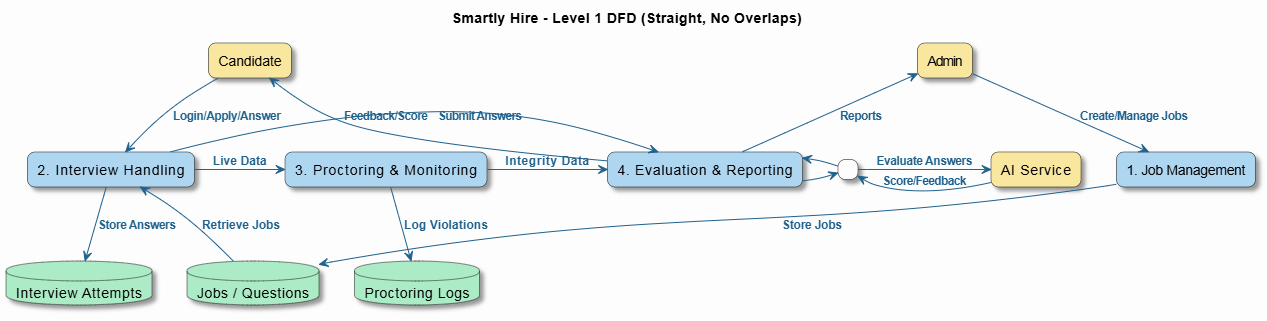 Smartly Hire - Level 1 DFD (Straight, No Overlaps)
Candidate
Admin
Login/Apply/Answer
Feedback/Score
Submit Answers
Reports
Create/Manage Jobs
2. Interview Handling
Live Data
3. Proctoring & Monitoring
Integrity Data
4. Evaluation & Reporting
Evaluate Answers
Score/Feedback
AI Service
1. Job Management
Store Answers
Retrieve Jobs
Log Violations
Store Jobs
Interview Attempts
Jobs / Questions
Proctoring Logs